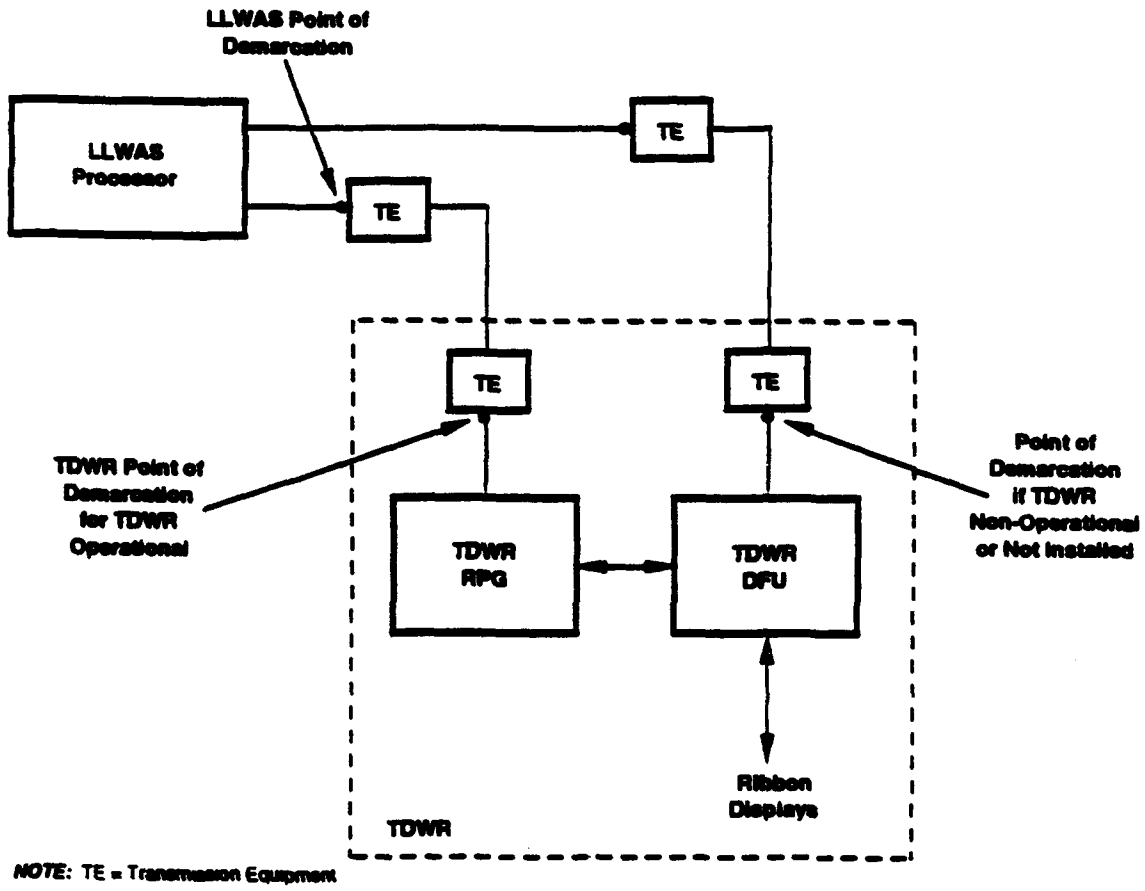 LLWAS Point of
Demarcation
LLWAS
Processor
TE
TE
TE
TE
TDWR Point of
Demarcation
for TDWR
Operational
Point of
Demarcation
if TDWR
Non-Operational
or Not Installed
TDWR
RPG
TDWR
DFU
Ribbon
Displays
TDWR
NOTE: TE = Transmission Equipment